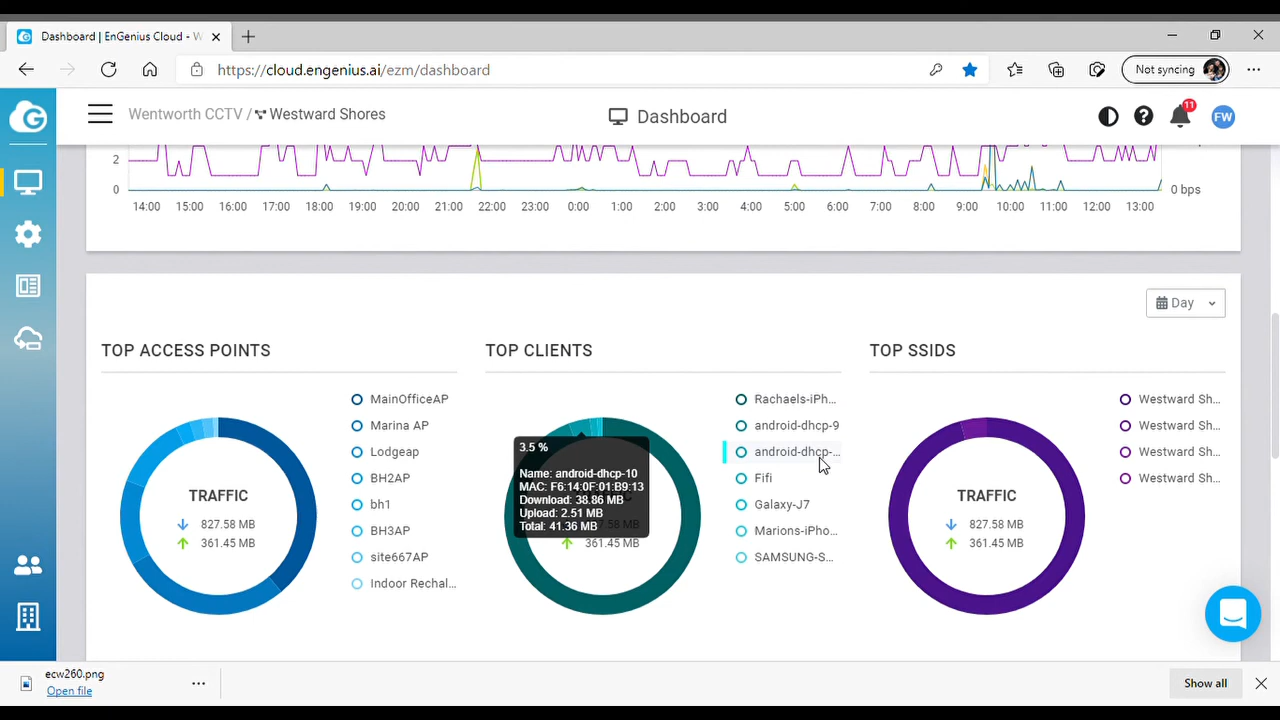 Dashboard | EnGenius Cloud - W
https://cloud.engenius.ai/ezm/dashboard
Not syncing
Wentworth CCTV / Westward Shores
Dashboard
11
FW
2
0
0 bps
14:00 15:00 16:00 17:00 18:00 19:00 20:00 21:00 22:00 23:00 0:00 1:00 2:00 3:00 4:00 5:00 6:00 7:00 8:00 9:00 10:00 11:00 12:00 13:00
Day
TOP ACCESS POINTS
MainOfficeAP
Marina AP
Lodgeap
BH2AP
bh1
BH3AP
site667AP
Indoor Rechal...
TRAFFIC
827.58 MB
361.45 MB
TOP CLIENTS
Rachaels-iPh...
android-dhcp-9
android-dhcp-...
Fifi
Galaxy-J7
Marions-iPho...
SAMSUNG-S...
3.5 %
Name: android-dhcp-10
MAC: F6:14:0F:01:B9:13
Download: 38.86 MB
Upload: 2.51 MB
Total: 41.36 MB
361.45 MB
TOP SSIDS
Westward Sh...
Westward Sh...
Westward Sh...
Westward Sh...
TRAFFIC
827.58 MB
361.45 MB
ecw260.png
Open file
Show all